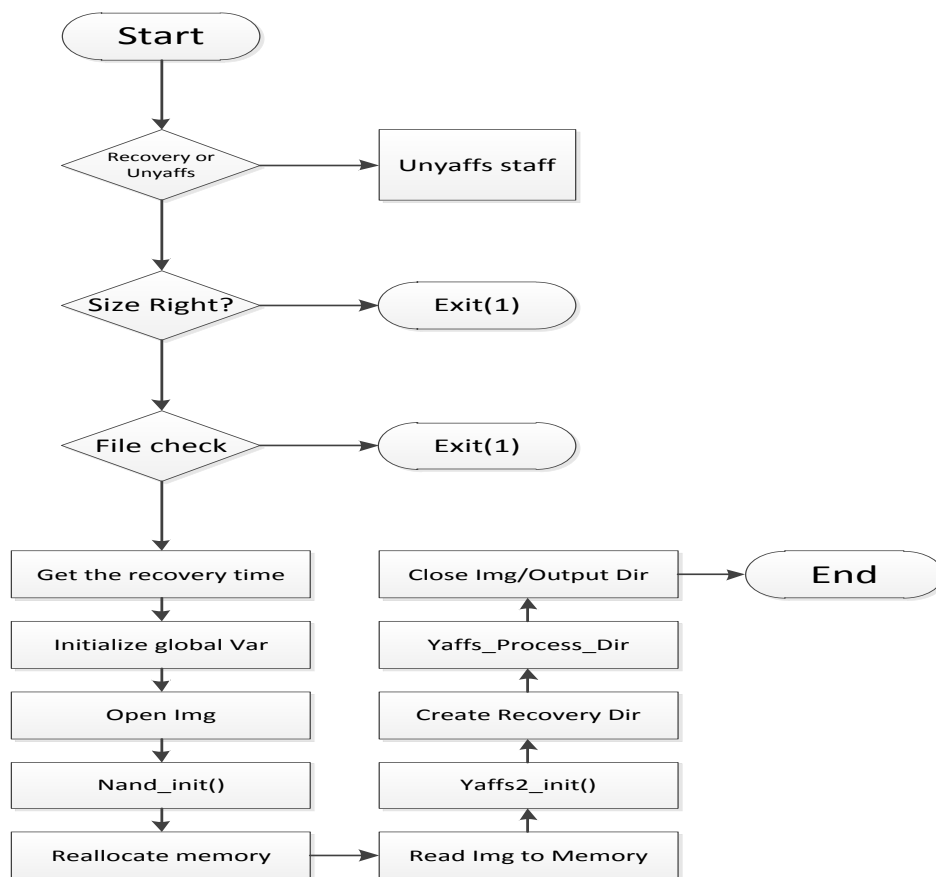 Start
Recovery or
Unyaffs
Unyaffs staff
Size Right?
Exit(1)
File check
Exit(1)
Get the recovery time
Initialize global Var
Open Img
Nand_init()
Reallocate memory
Read Img to Memory
Yaffs2_init()
Create Recovery Dir
Yaffs_Process_Dir
Close Img/Output Dir
End